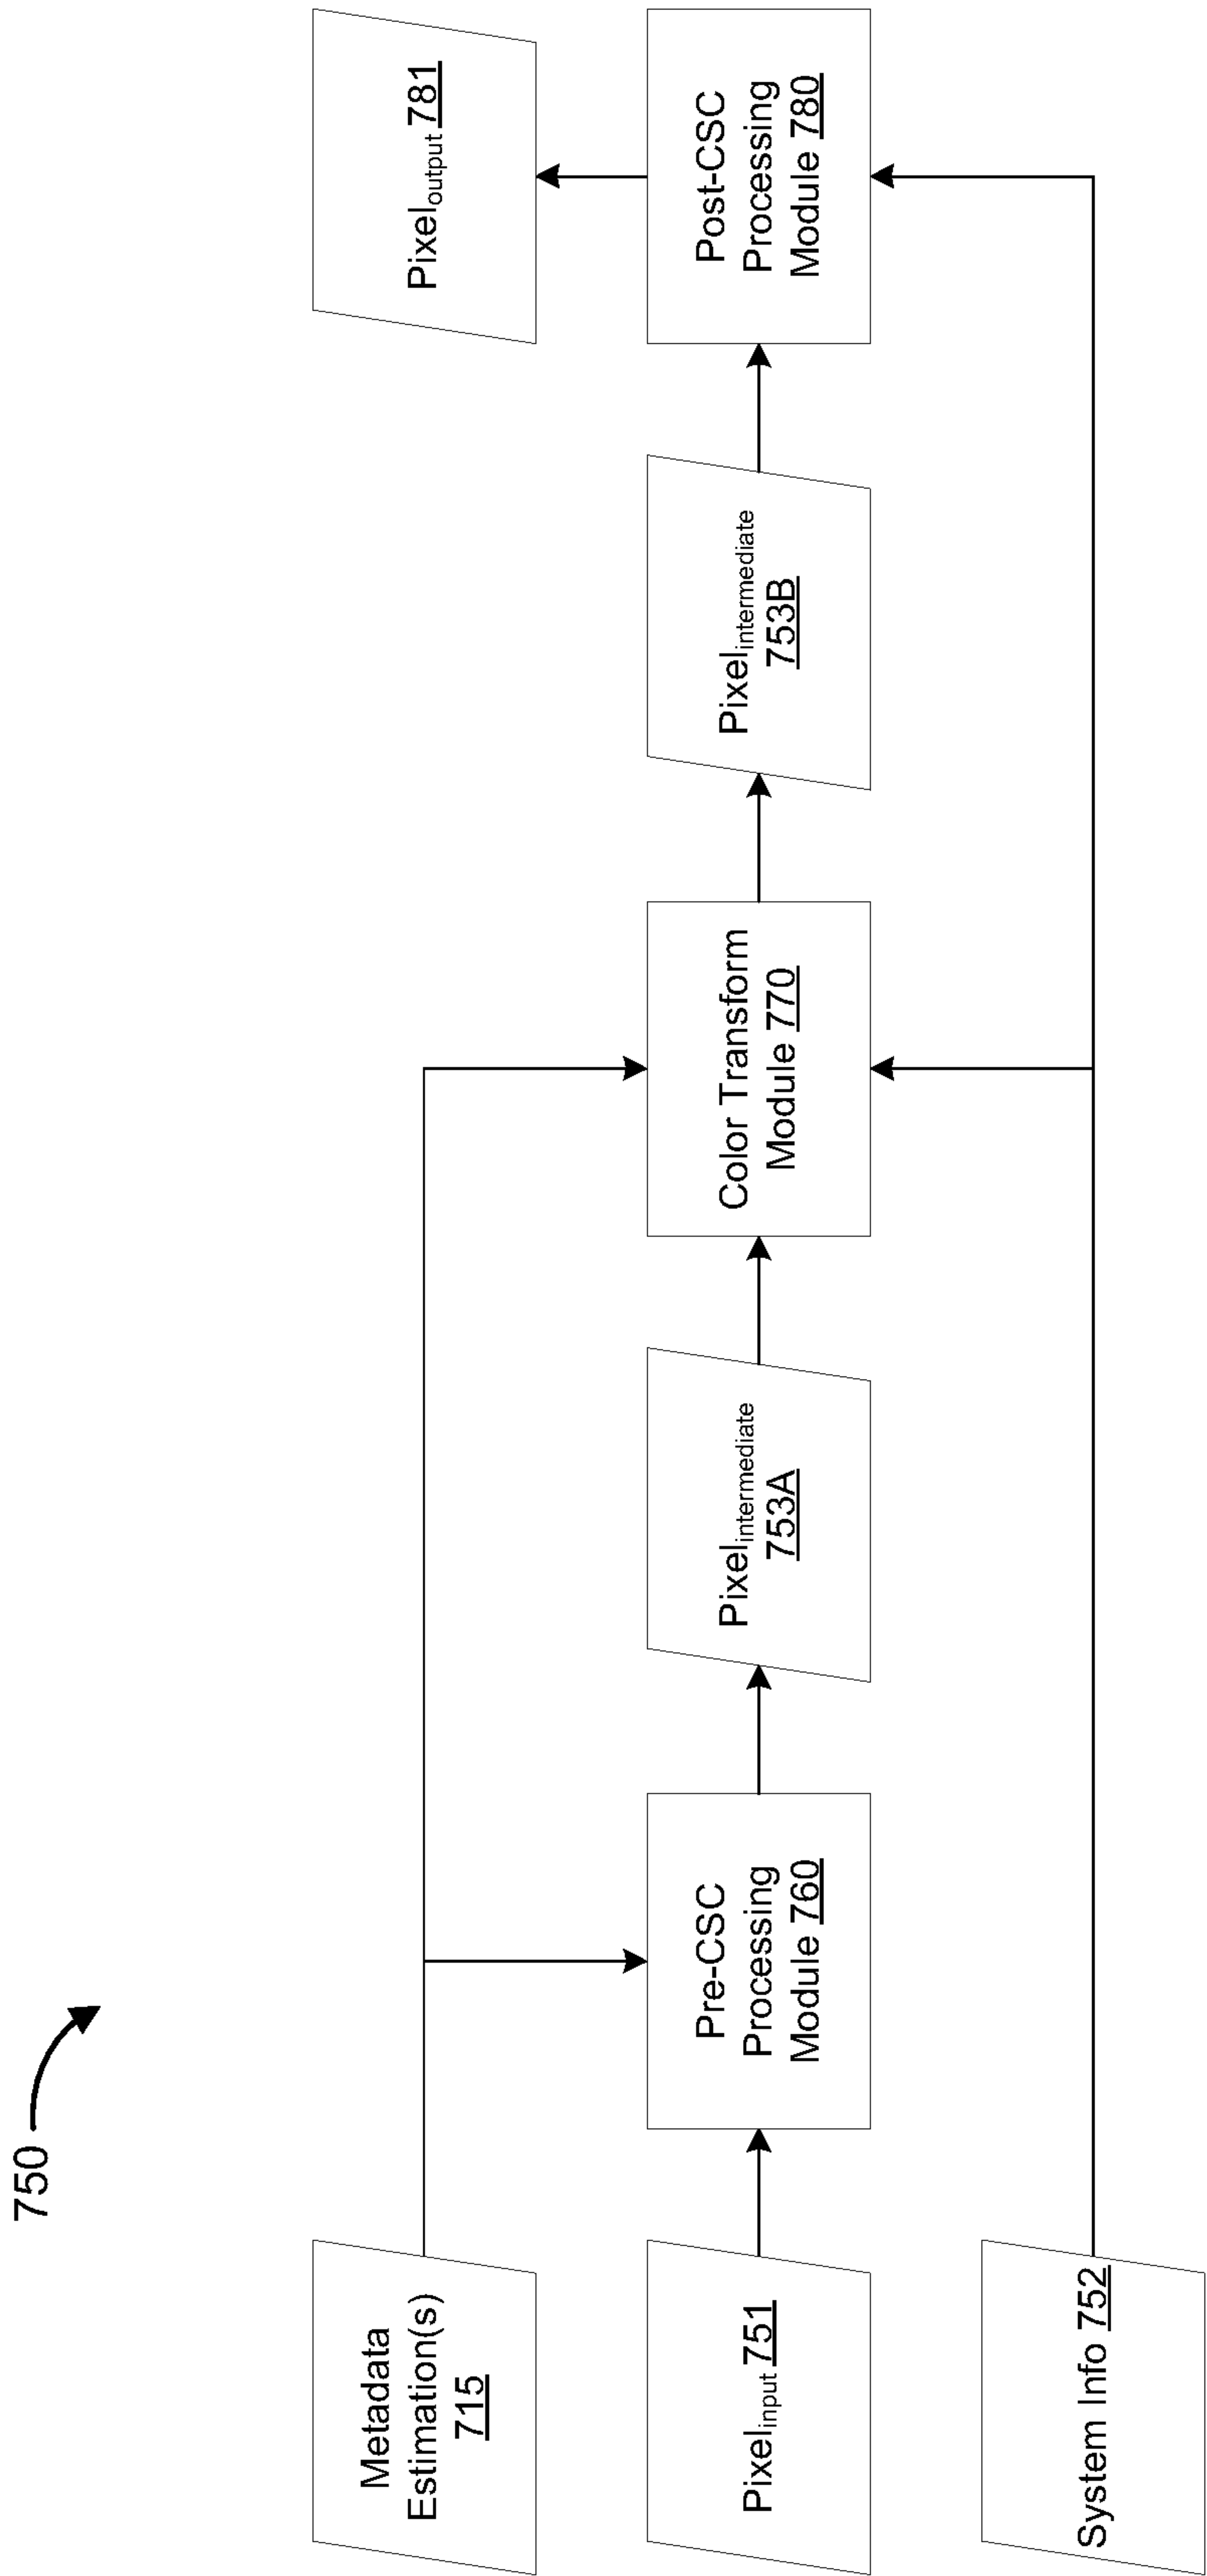 750
Metadata
Estimation(s)
715
Pixelinput 751
System Info 752
Pre-CSC
Processing
Module 760
Pixelintermediate
753A
Color Transform
Module 770
Pixelintermediate
753B
Post-CSC
Processing
Module 780
Pixeloutput 781